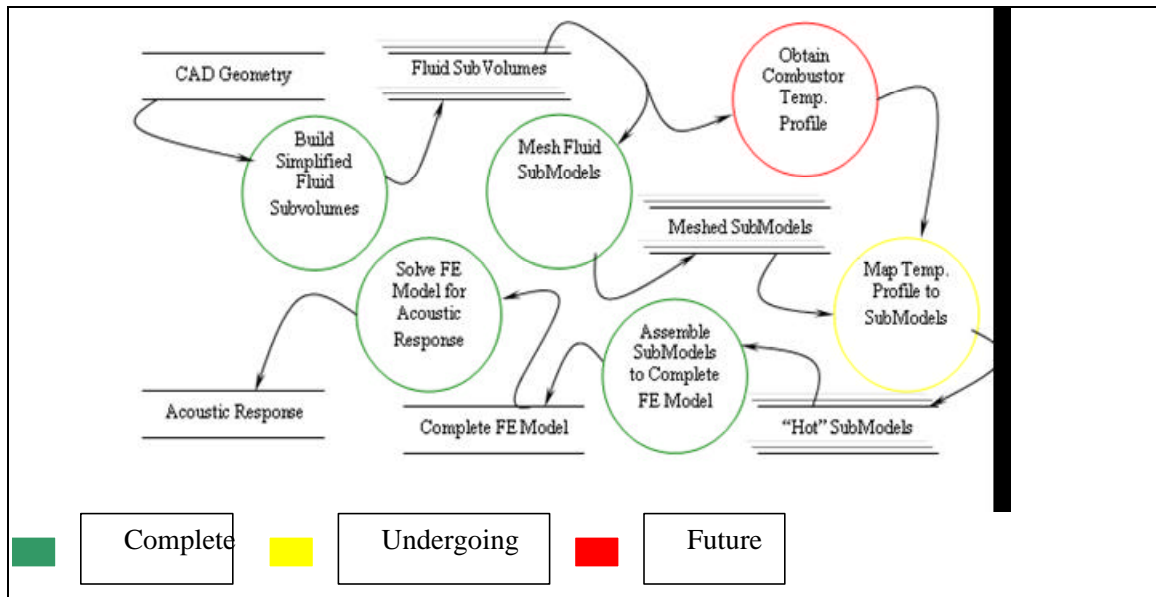 CAD Geometry
Fluid SubVolumes
Obtain
Combustor
Temp.
Profile
Build
Simplified
Fluid
Subvolumes
Mesh Fluid
SubModels
Meshed SubModels
Map Temp.
Profile to
SubModels
Solve FE
Model for
Acoustic
Response
Assemble
SubModels
to Complete
FE Model
Acoustic Response
Complete FE Model
“Hot” SubModels
Complete
Undergoing
Future